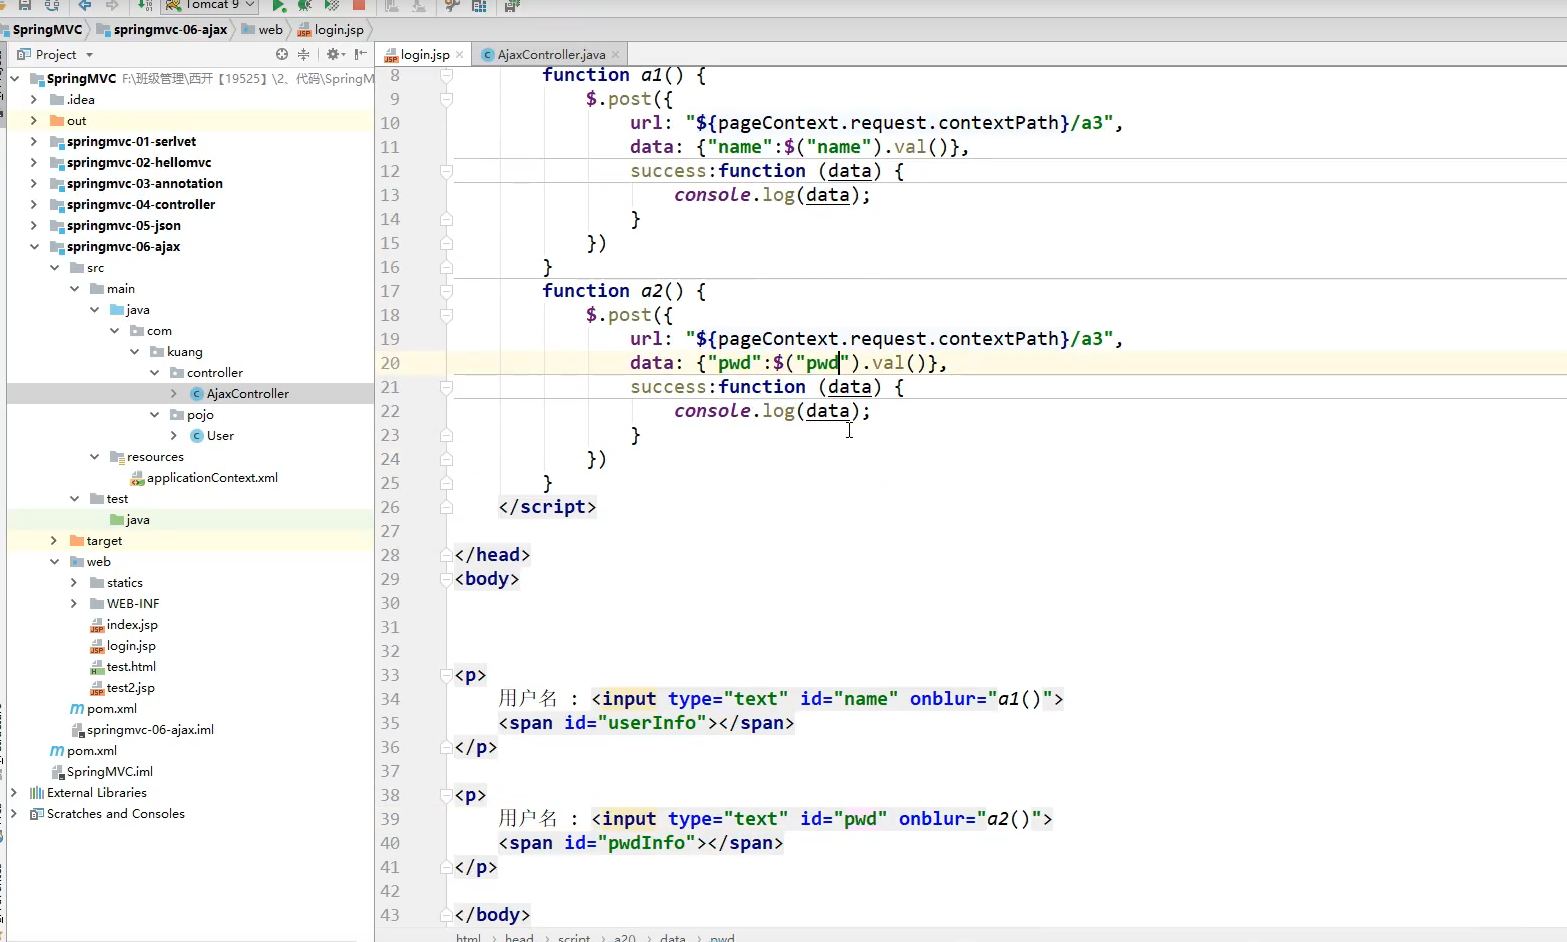 Tomcat 9
SpringMVC
springmvc-06-ajax
web
login.jsp
Project
login.jsp
AjaxController.java
SpringMVC F:\班级管理\西开【19525】\2、代码\SpringM
.idea
out
springmvc-01-serlvet
springmvc-02-hellomvc
springmvc-03-annotation
springmvc-04-controller
springmvc-05-json
springmvc-06-ajax
src
main
java
com
kuang
controller
AjaxController
pojo
User
resources
applicationContext.xml
test
java
target
web
statics
WEB-INF
index.jsp
login.jsp
test.html
test2.jsp
pom.xml
springmvc-06-ajax.iml
pom.xml
SpringMVC.iml
External Libraries
Scratches and Consoles
8 function a1() {
9 $.post({
10 url: "${pageContext.request.contextPath}/a3",
11 data: {"name":$("name").val()},
12 success:function (data) {
13 console.log(data);
14 }
15 })
16 }
17 function a2() {
18 $.post({
19 url: "${pageContext.request.contextPath}/a3",
20 data: {"pwd":$("pwd").val()},
21 success:function (data) {
22 console.log(data);
23 }
24 })
25 }
26 </script>
27
28 </head>
29 <body>
30
31
32
33 <p>
34 用户名 : <input type="text" id="name" onblur="a1()">
35 <span id="userInfo"></span>
36 </p>
37
38 <p>
39 用户名 : <input type="text" id="pwd" onblur="a2()">
40 <span id="pwdInfo"></span>
41 </p>
42
43 </body>
html › head › script › a2() › data › pwd